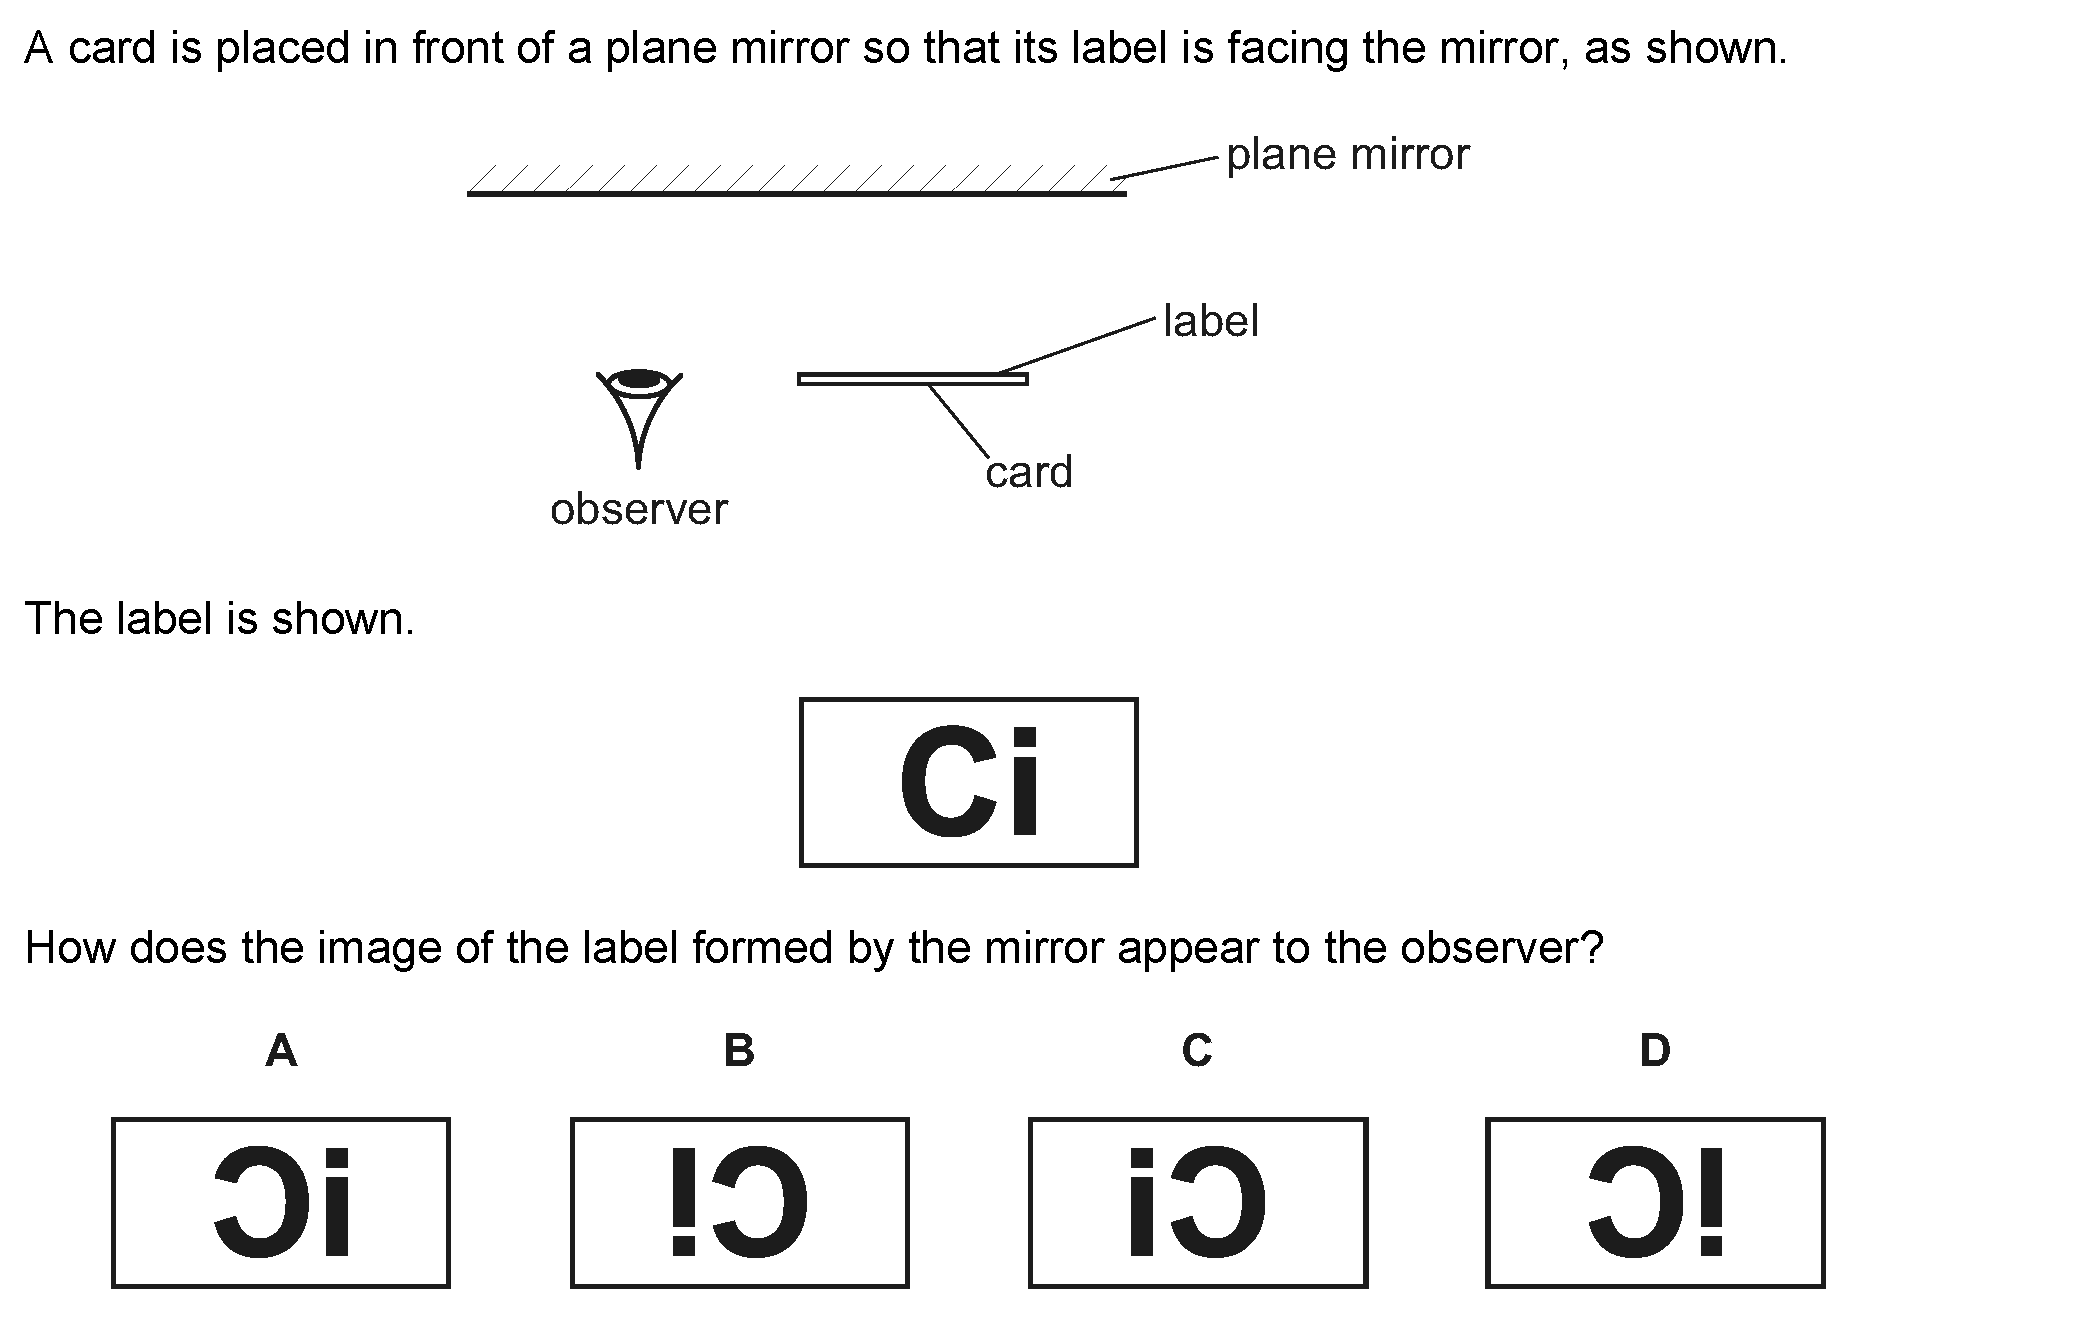 A card is placed in front of a plane mirror so that its label is facing the mirror, as shown.
plane mirror
label
card
observer
The label is shown.
Ci
How does the image of the label formed by the mirror appear to the observer?
A B C D
Ɔi !Ɔ iƆ Ɔ!